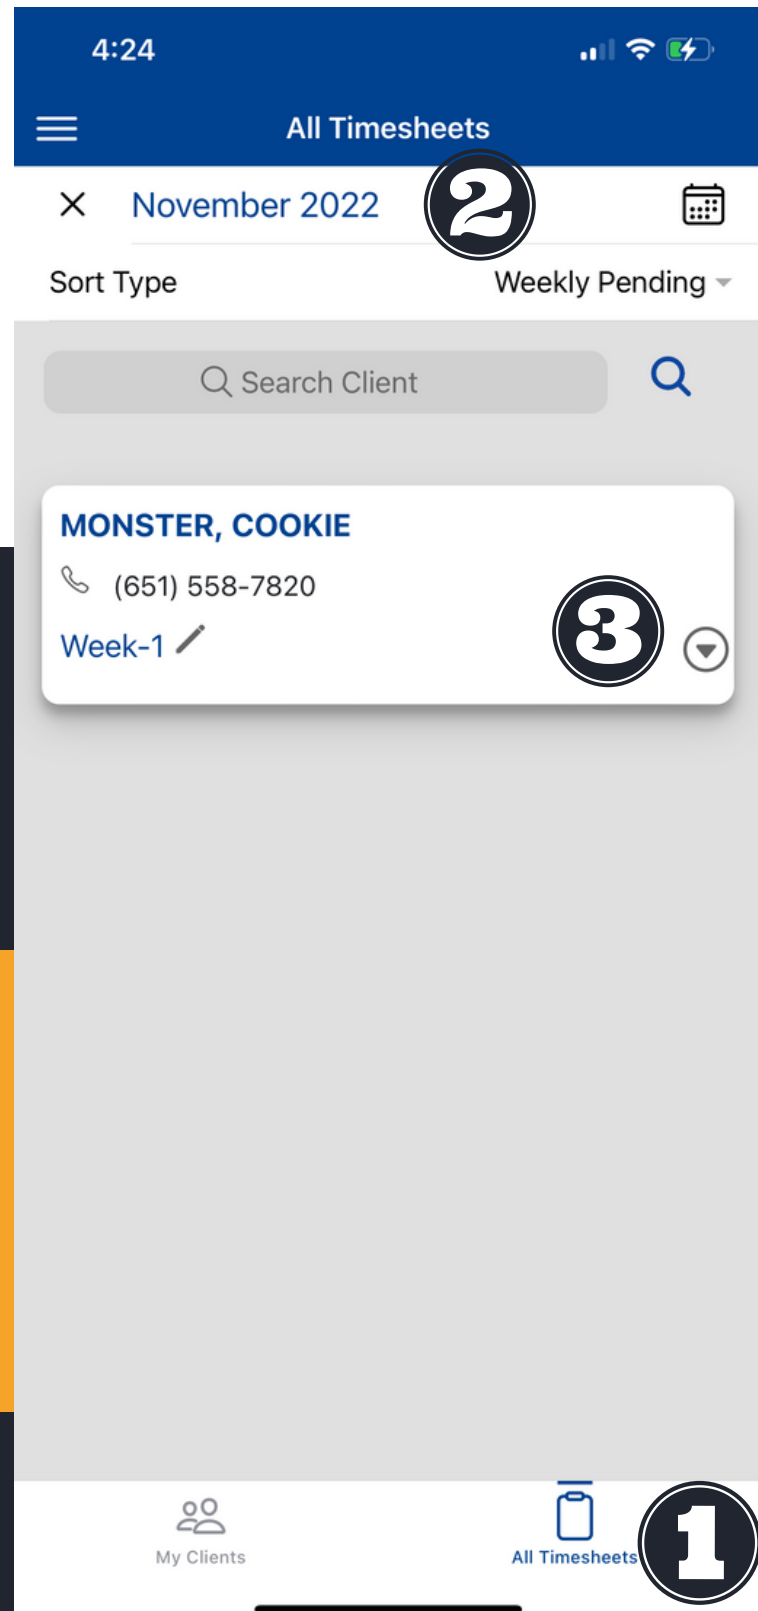 4:24
All Timesheets
November 2022
2
Sort Type Weekly Pending
Search Client
MONSTER, COOKIE
(651) 558-7820
3
Week-1
My Clients All Timesheets
1